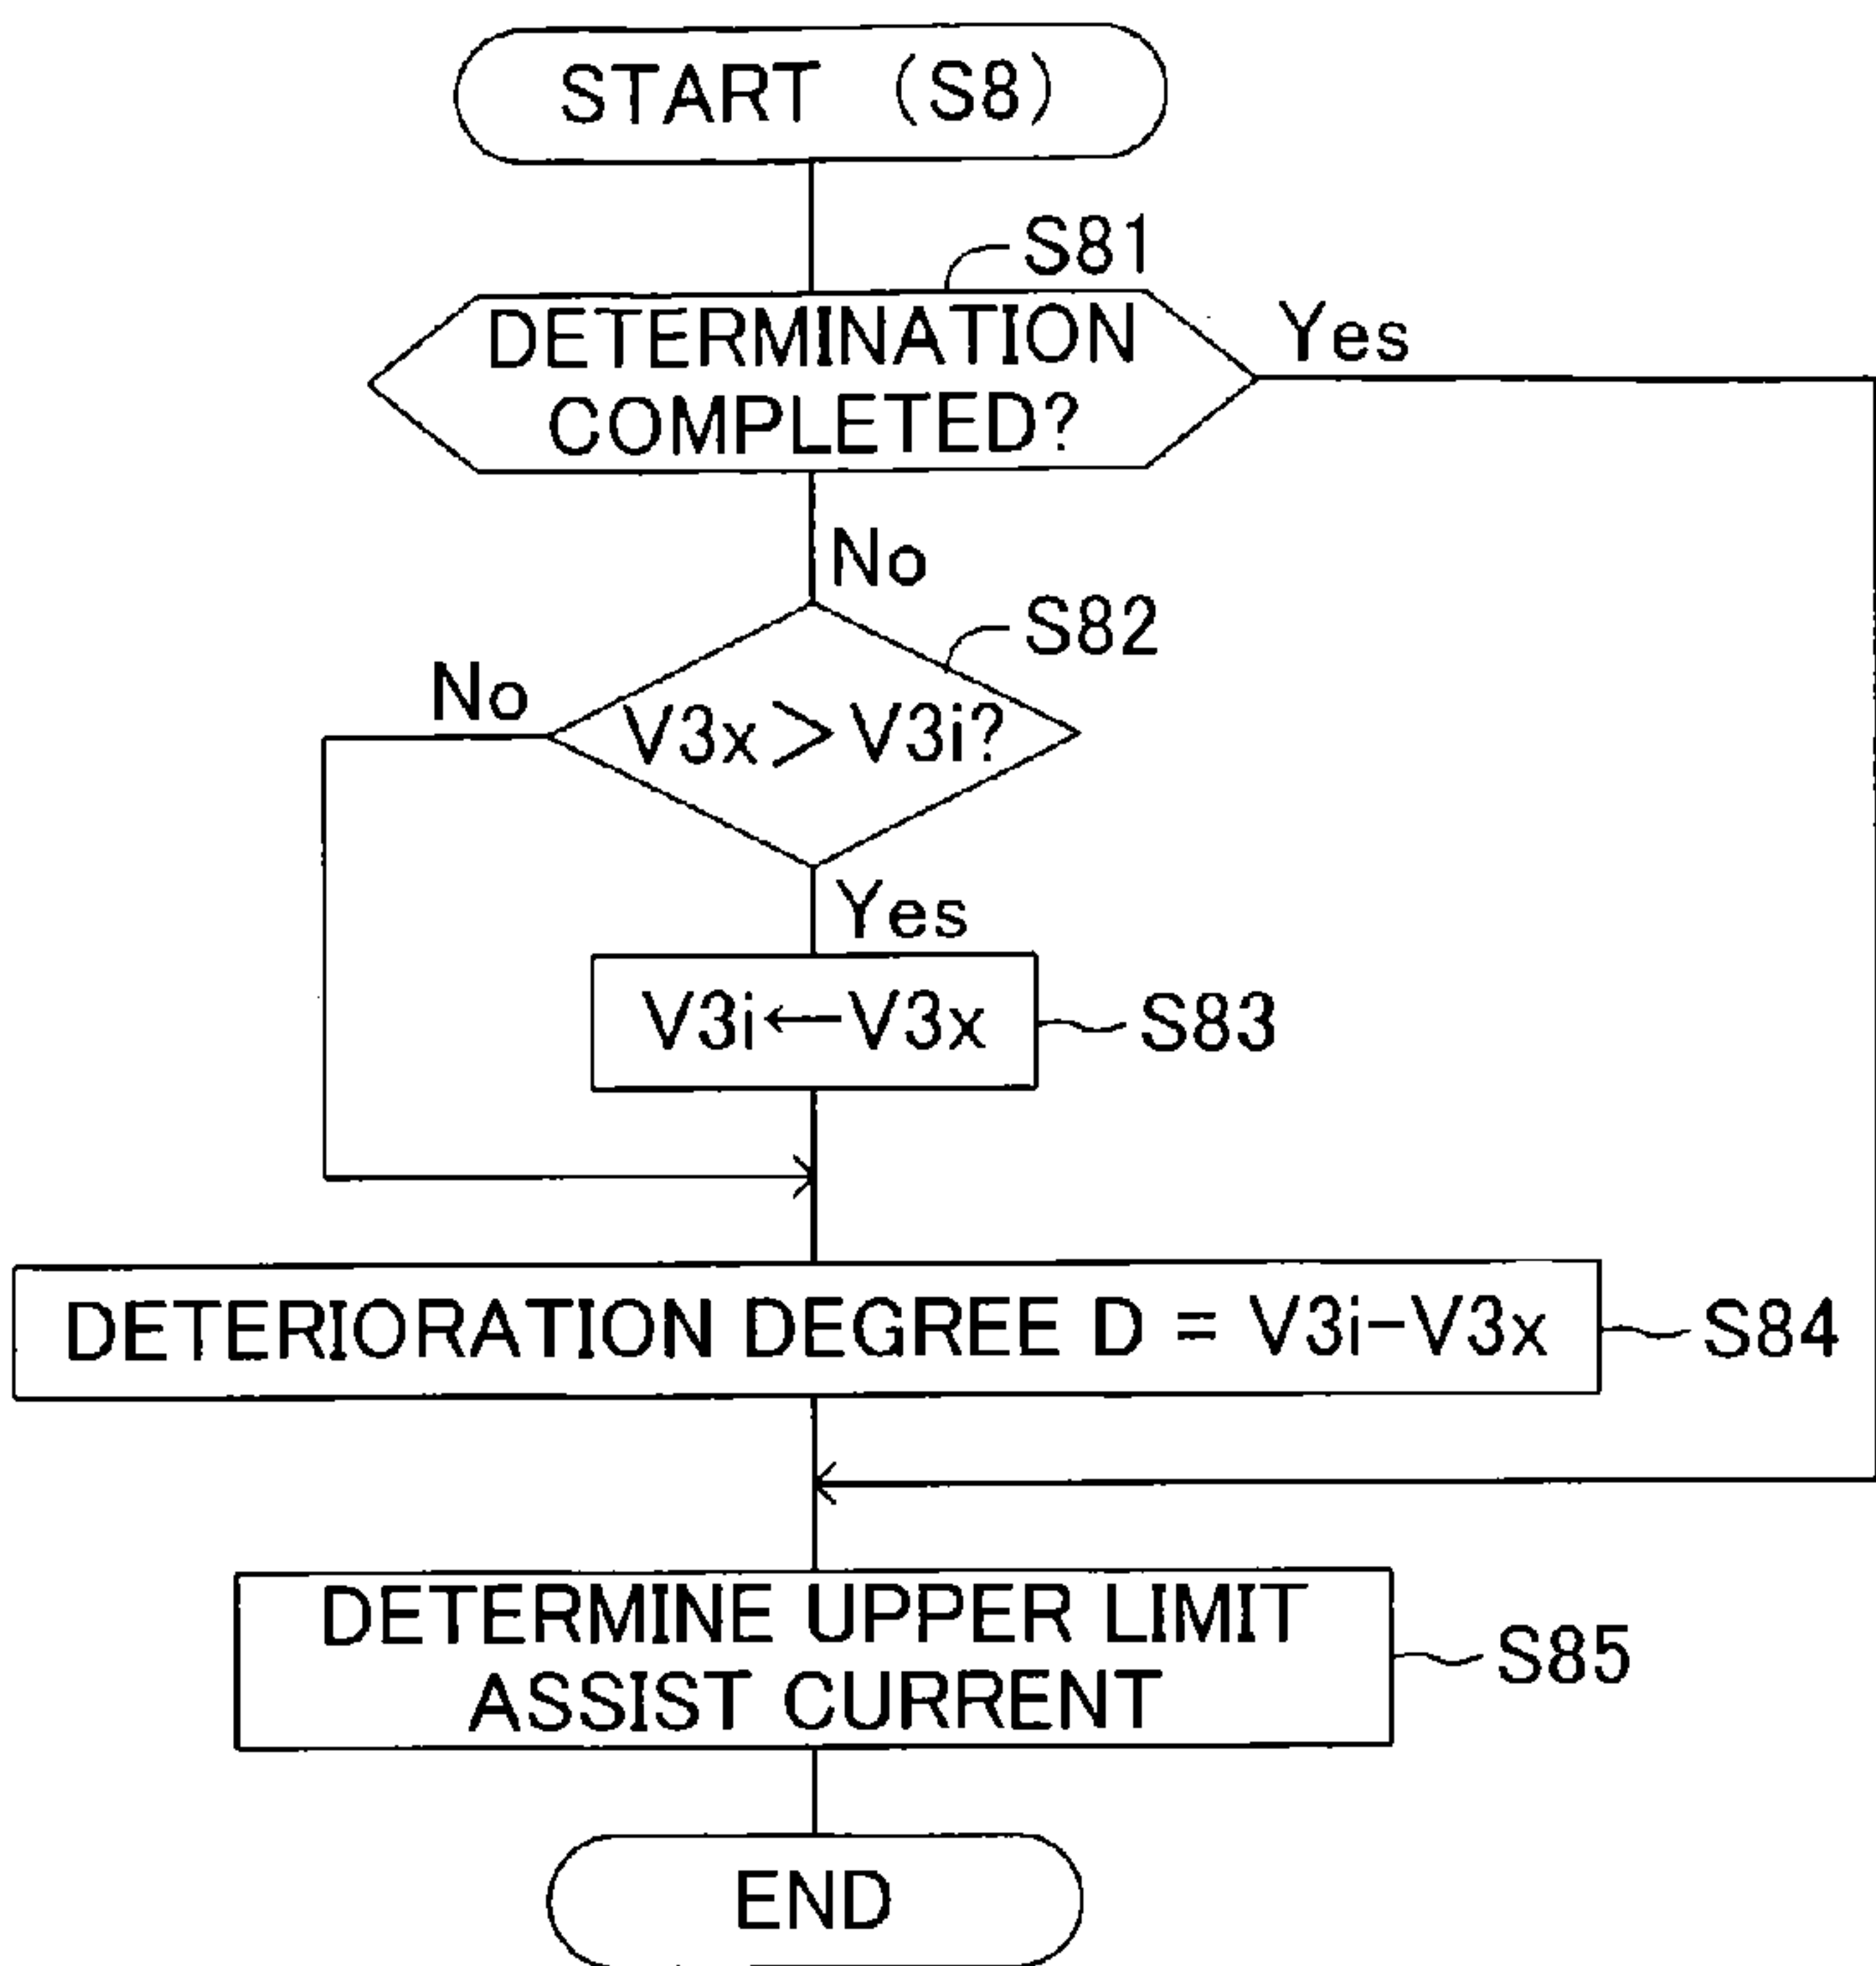 START (S8)
S81
DETERMINATION
COMPLETED?
Yes
No
S82
No
V3x＞V3i?
Yes
V3i←V3x
S83
DETERIORATION DEGREE D = V3i−V3x
S84
DETERMINE UPPER LIMIT
ASSIST CURRENT
S85
END